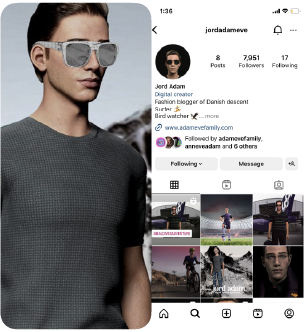 1:36
jordadameve
8
7,951
17
Posts
Followers
Following
Jord Adam
Digital creator
Fashion blogger of Danish descent
Surfer
Bird watcher ... more
www.adamevefamily.com
Followed by adamevefamily,
anneveadam and 6 others
Following
Message
jord adam